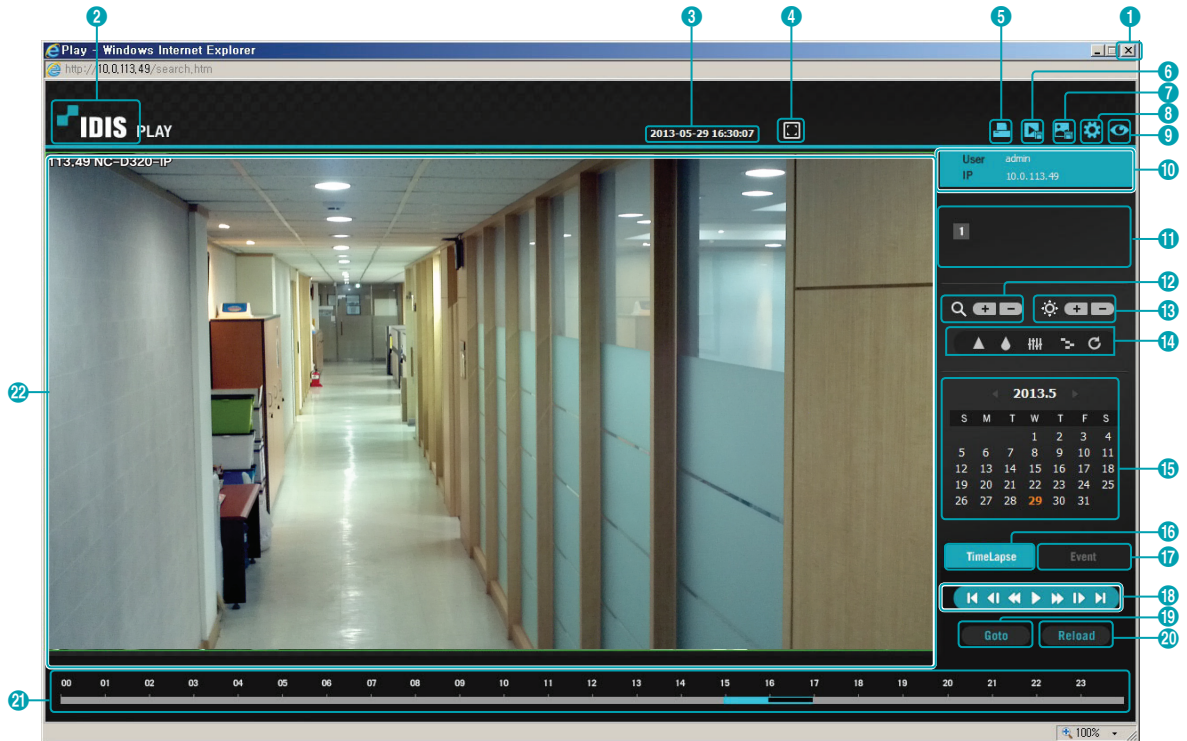 2
3
4
5
1
Play - Windows Internet Explorer
http://10.0.113.49/search.htm
6
7
8
9
IDIS PLAY
2013-05-29 16:30:07
113.49 NC-D320-IP
User admin
IP 10.0.113.49
10
1
11
12
13
14
2013.5
S M T W T F S
1 2 3 4
5 6 7 8 9 10 11
12 13 14 15 16 17 18
19 20 21 22 23 24 25
26 27 28 29 30 31
15
22
16
TimeLapse
Event
17
18
19
Goto
Reload
20
00 01 02 03 04 05 06 07 08 09 10 11 12 13 14 15 16 17 18 19 20 21 22 23
21
100%